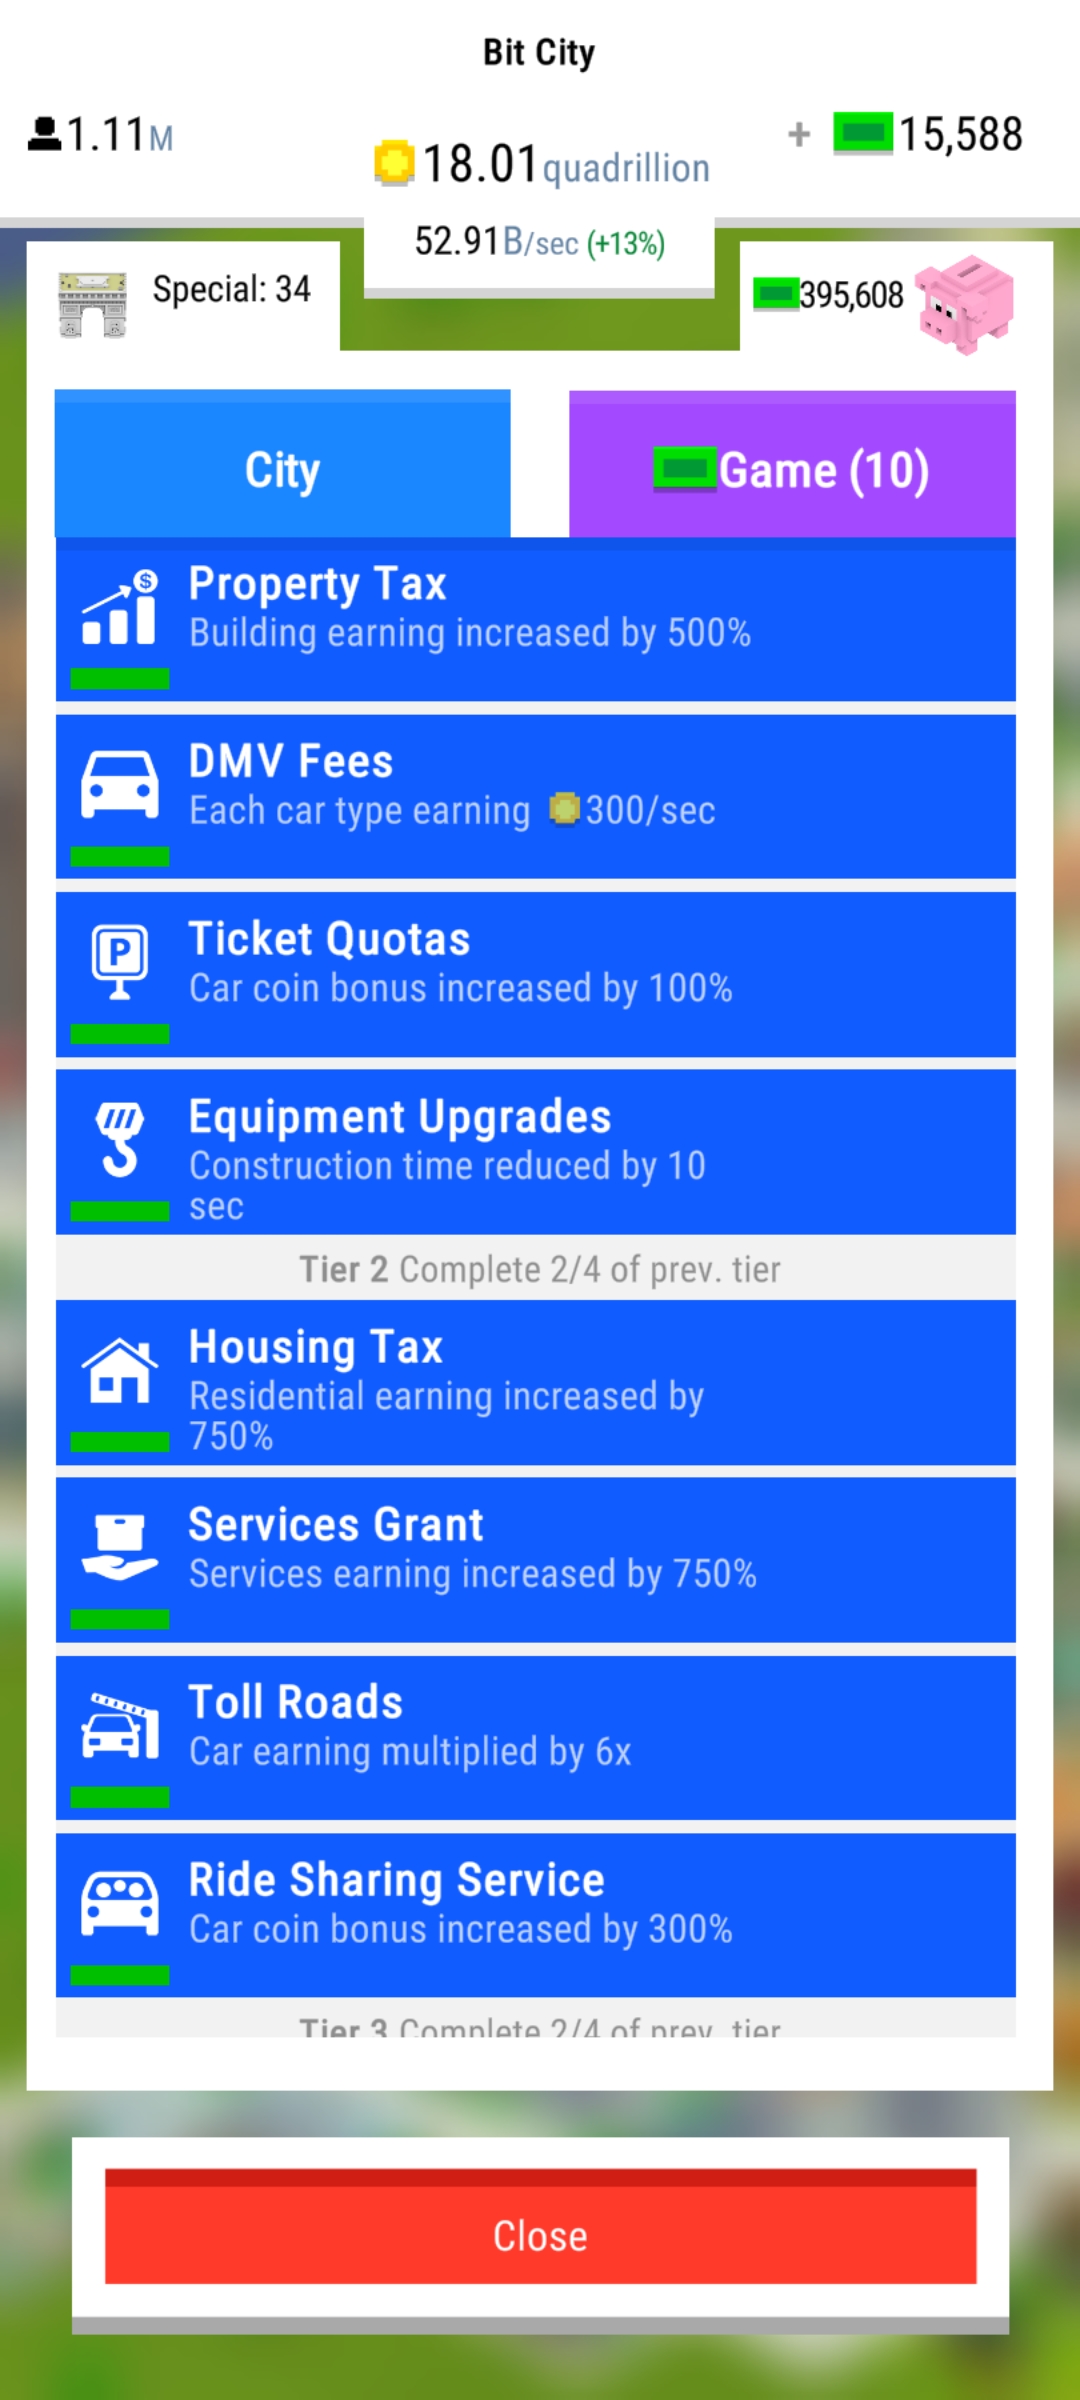 Bit City
1.11M
+ 15,588
18.01quadrillion
52.91B/sec (+13%)
Special: 34
395,608
City
Game (10)
Property Tax
Building earning increased by 500%
DMV Fees
Each car type earning 300/sec
P
Ticket Quotas
Car coin bonus increased by 100%
Equipment Upgrades
Construction time reduced by 10
sec
Tier 2 Complete 2/4 of prev. tier
Housing Tax
Residential earning increased by
750%
Services Grant
Services earning increased by 750%
Toll Roads
Car earning multiplied by 6x
Ride Sharing Service
Car coin bonus increased by 300%
Tier 3 Complete 2/4 of prev. tier
Close